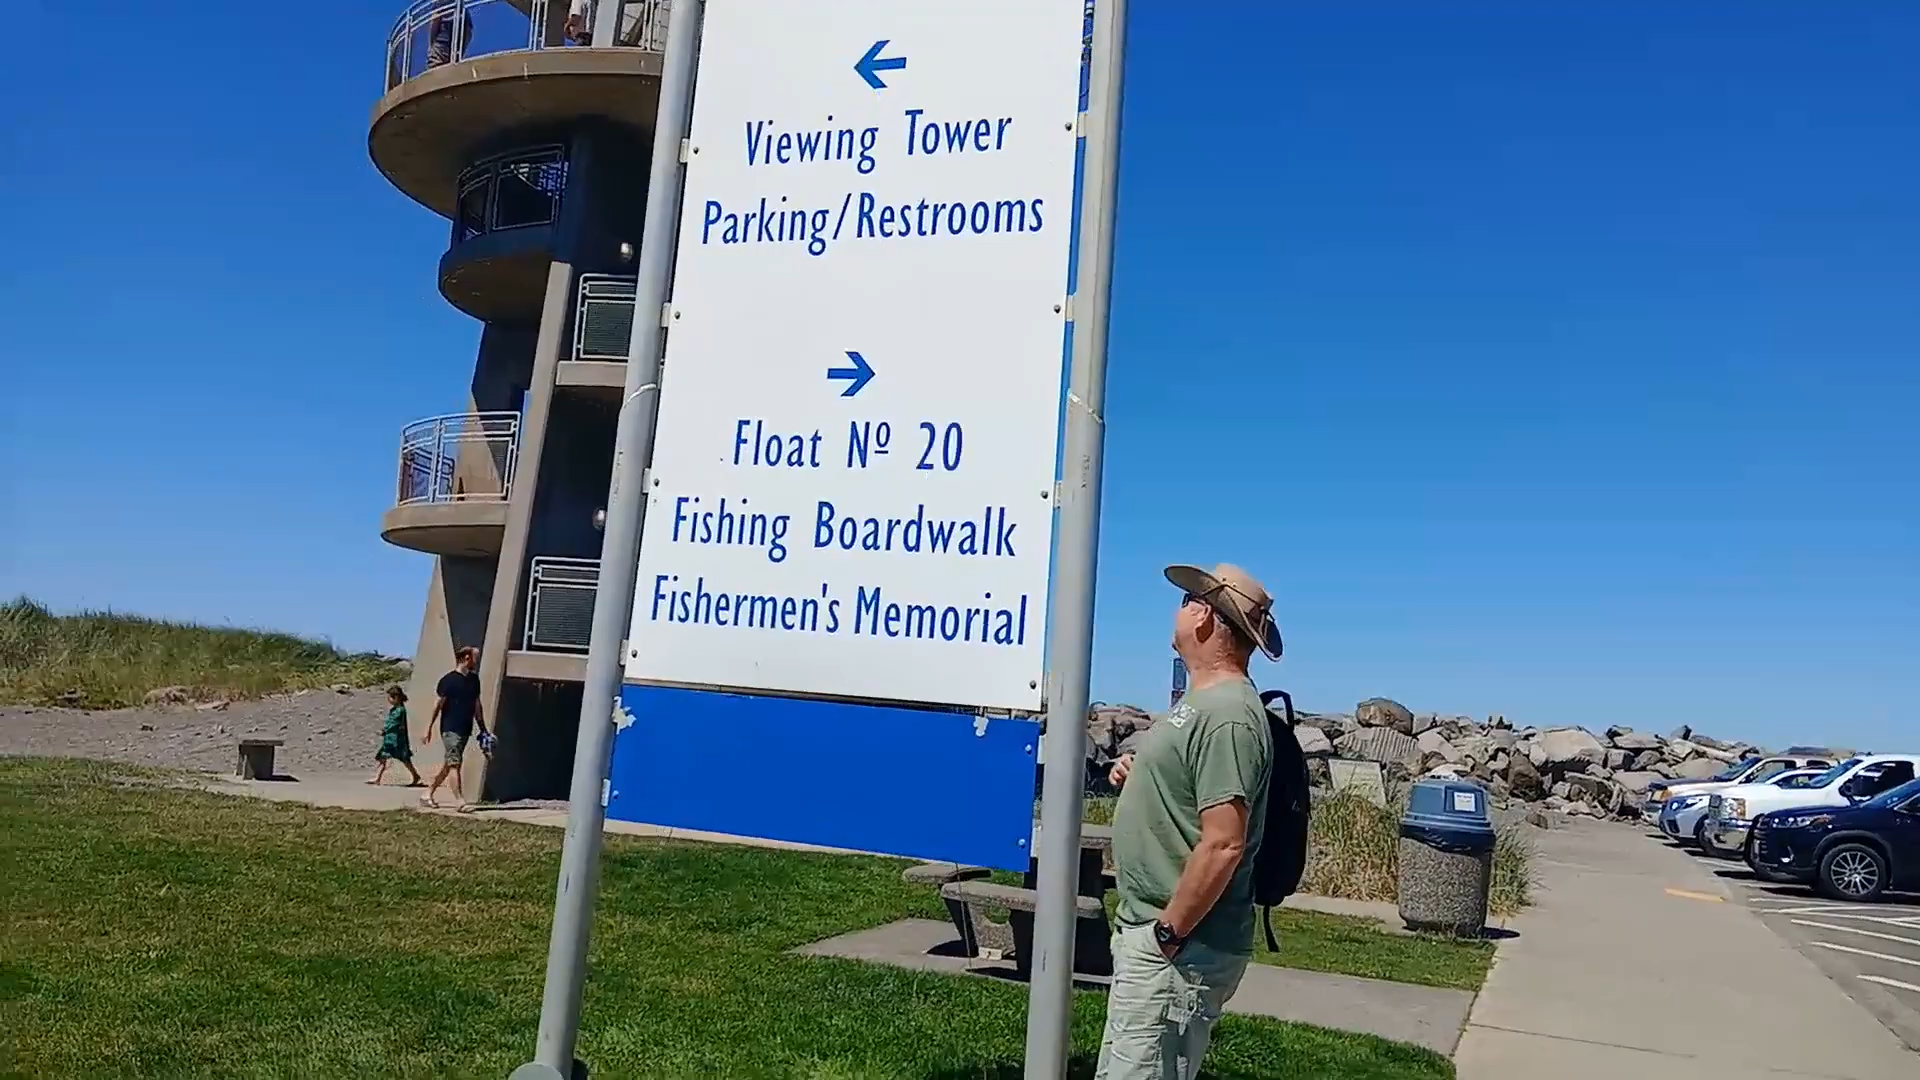 ←
Viewing Tower
Parking/Restrooms
→
Float Nº 20
Fishing Boardwalk
Fishermen's Memorial